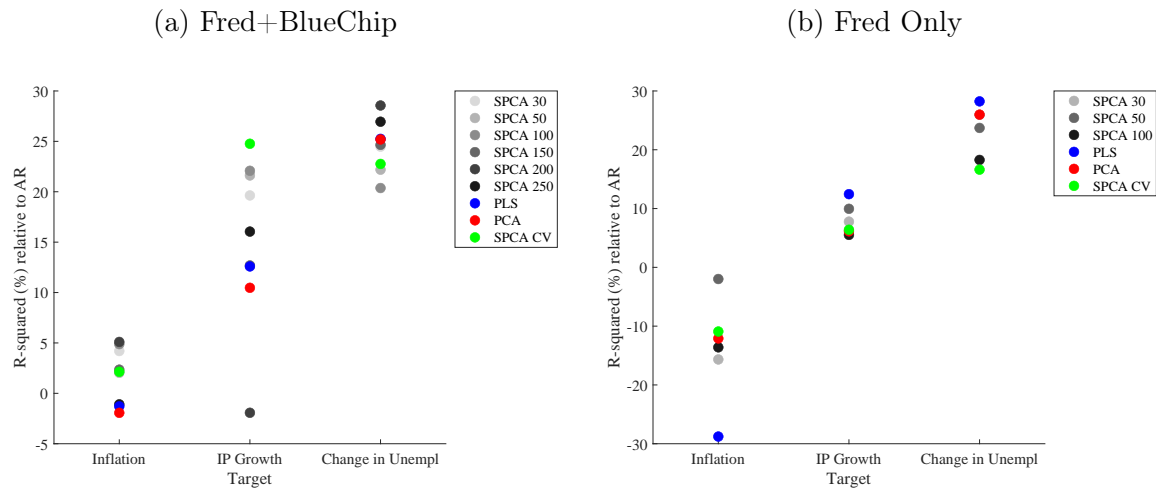 (a) Fred+BlueChip
R-squared (%) relative to AR
30
25
20
15
10
5
0
-5
Inflation
IP Growth
Change in Unempl
Target
SPCA 30
SPCA 50
SPCA 100
SPCA 150
SPCA 200
SPCA 250
PLS
PCA
SPCA CV
(b) Fred Only
R-squared (%) relative to AR
30
20
10
0
-10
-20
-30
Inflation
IP Growth
Change in Unempl
Target
SPCA 30
SPCA 50
SPCA 100
PLS
PCA
SPCA CV